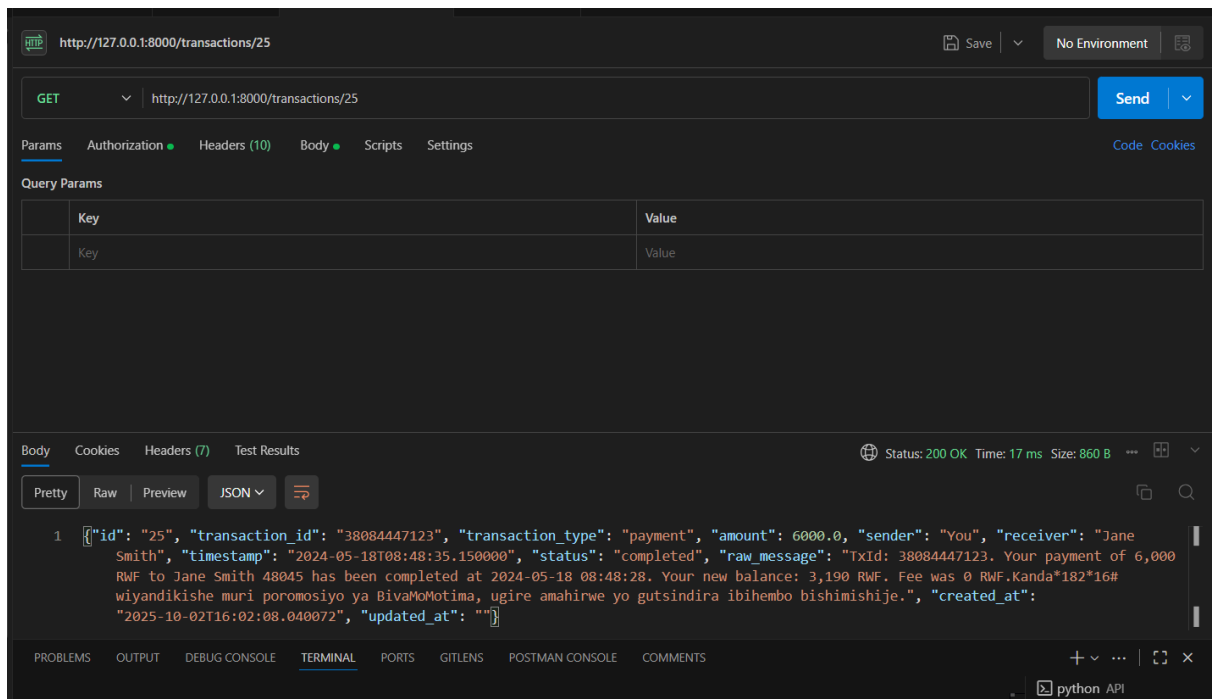 HTTP http://127.0.0.1:8000/transactions/25 Save No Environment
GET http://127.0.0.1:8000/transactions/25 Send
Params Authorization Headers (10) Body Scripts Settings Code Cookies
Query Params
Key Value
Key Value
Body Cookies Headers (7) Test Results Status: 200 OK Time: 17 ms Size: 860 B
Pretty Raw Preview JSON
1 {"id": "25", "transaction_id": "38084447123", "transaction_type": "payment", "amount": 6000.0, "sender": "You", "receiver": "Jane
Smith", "timestamp": "2024-05-18T08:48:35.150000", "status": "completed", "raw_message": "TxId: 38084447123. Your payment of 6,000
RWF to Jane Smith 48045 has been completed at 2024-05-18 08:48:28. Your new balance: 3,190 RWF. Fee was 0 RWF.Kanda*182*16#
wiyandikishe muri poromosiyo ya BivaMoMotima, ugire amahirwe yo gutsindira ibihembo bishimishije.", "created_at":
"2025-10-02T16:02:08.040072", "updated_at": ""}
PROBLEMS OUTPUT DEBUG CONSOLE TERMINAL PORTS GITLENS POSTMAN CONSOLE COMMENTS
python API